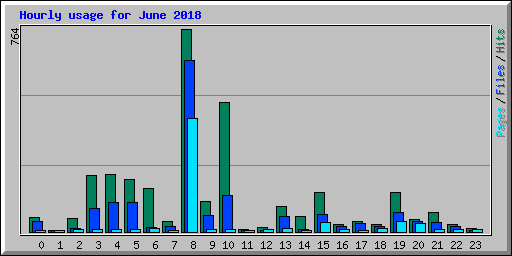 Hourly usage for June 2018
764
Pages/Files/Hits
0 1 2 3 4 5 6 7 8 9 10 11 12 13 14 15 16 17 18 19 20 21 22 23